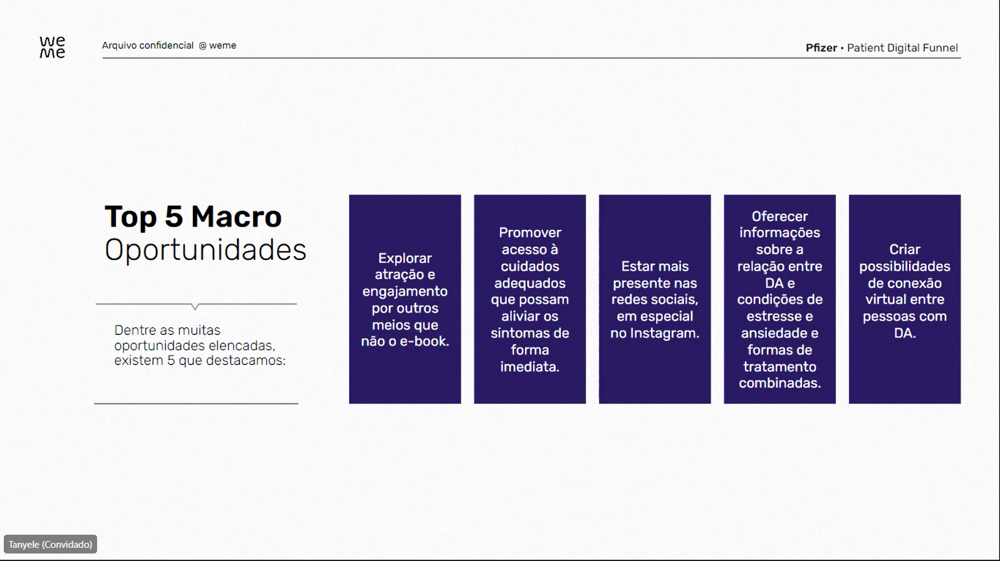 we
me
Arquivo confidencial @ weme
Pfizer • Patient Digital Funnel
Top 5 Macro
Oportunidades
Dentre as muitas
oportunidades elencadas,
existem 5 que destacamos:
Explorar
atração e
engajamento
por outros
meios que
não o e-book.
Promover
acesso à
cuidados
adequados
que possam
aliviar os
sintomas de
forma
imediata.
Estar mais
presente nas
redes sociais,
em especial
no Instagram.
Oferecer
informações
sobre a
relação entre
DA e
condições de
estresse e
ansiedade e
formas de
tratamento
combinadas.
Criar
possibilidades
de conexão
virtual entre
pessoas com
DA.
Tanyele (Convidado)